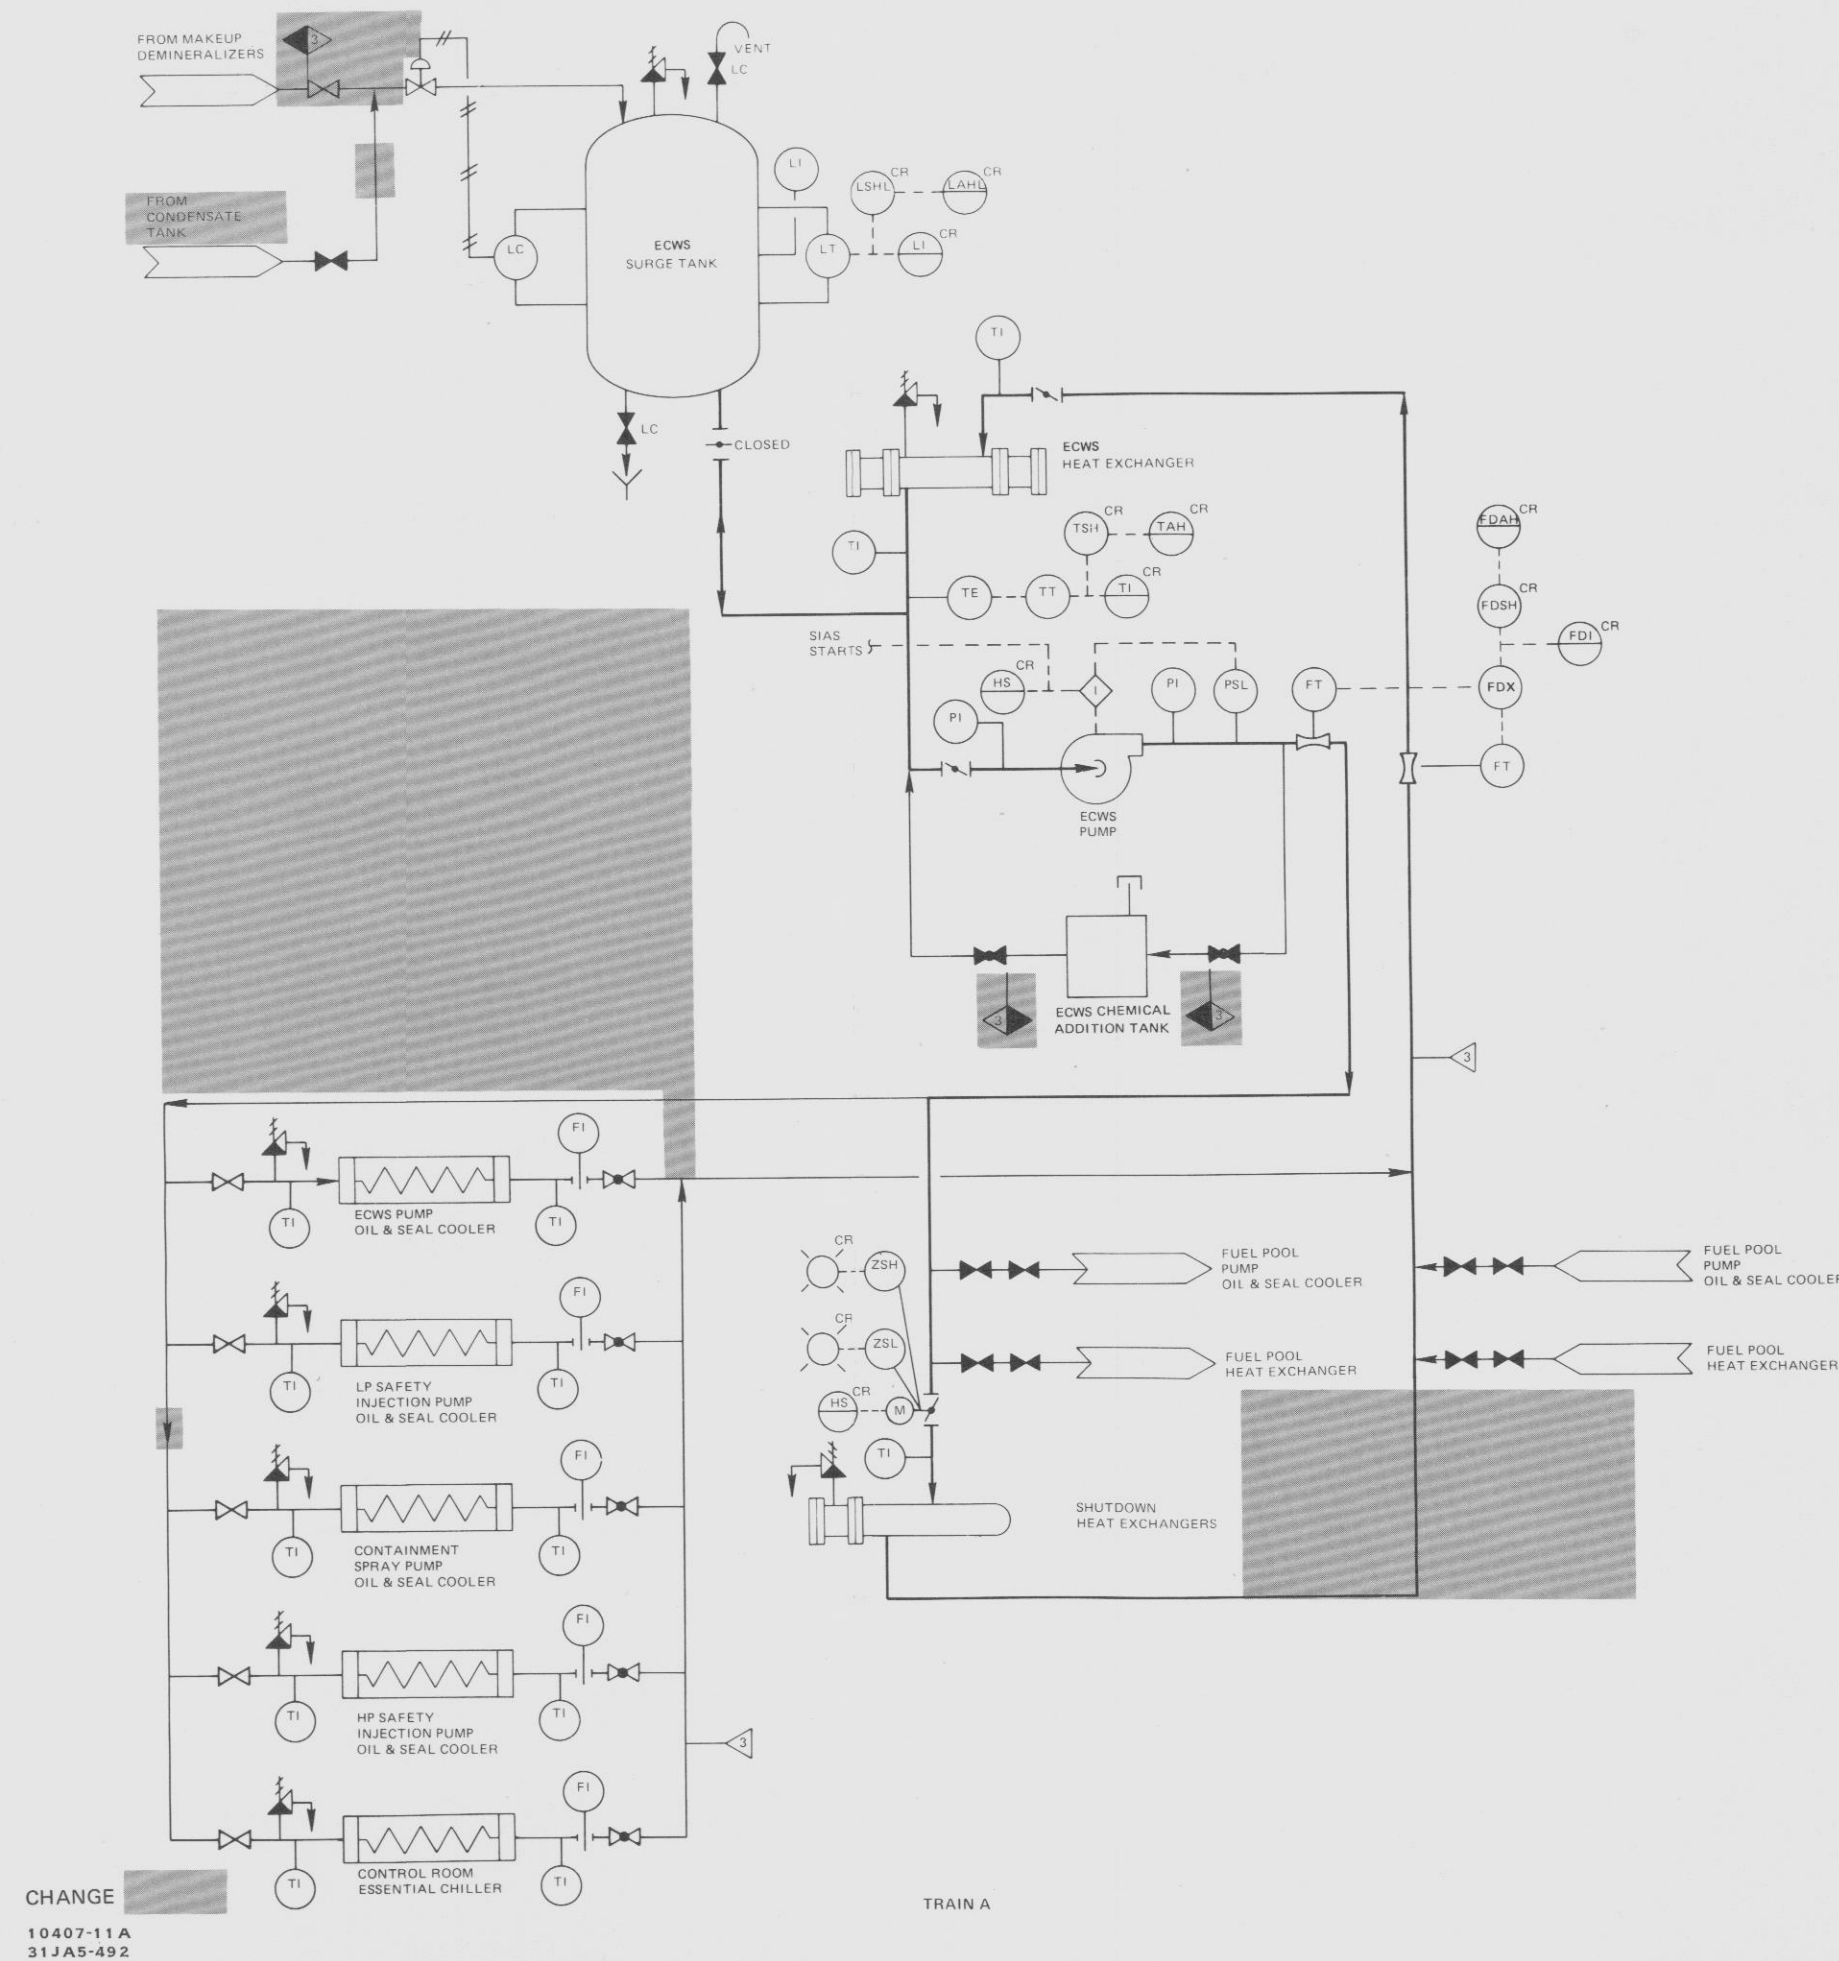 FROM MAKEUP
DEMINERALIZERS
3
VENT
LC
FROM
CONDENSATE
TANK
LC
ECWS
SURGE TANK
LI
LT
LSHL
CR
LAHL
CR
LI
CR
LC
CLOSED
TI
ECWS
HEAT EXCHANGER
TI
TSH
CR
TAH
CR
TE
TT
TI
CR
FDAH
CR
FDSH
CR
FDI
CR
FDX
FT
SIAS
STARTS
HS
CR
I
PI
PI
PSL
FT
ECWS
PUMP
3
ECWS CHEMICAL
ADDITION TANK
3
3
FI
TI
TI
ECWS PUMP
OIL & SEAL COOLER
FI
TI
TI
LP SAFETY
INJECTION PUMP
OIL & SEAL COOLER
FI
TI
TI
CONTAINMENT
SPRAY PUMP
OIL & SEAL COOLER
FI
TI
TI
HP SAFETY
INJECTION PUMP
OIL & SEAL COOLER
3
FI
TI
TI
CONTROL ROOM
ESSENTIAL CHILLER
CR
ZSH
CR
ZSL
HS
CR
M
TI
FUEL POOL
PUMP
OIL & SEAL COOLER
FUEL POOL
HEAT EXCHANGER
FUEL POOL
PUMP
OIL & SEAL COOLER
FUEL POOL
HEAT EXCHANGER
SHUTDOWN
HEAT EXCHANGERS
CHANGE
TRAIN A
10407-11A
31JA5-492